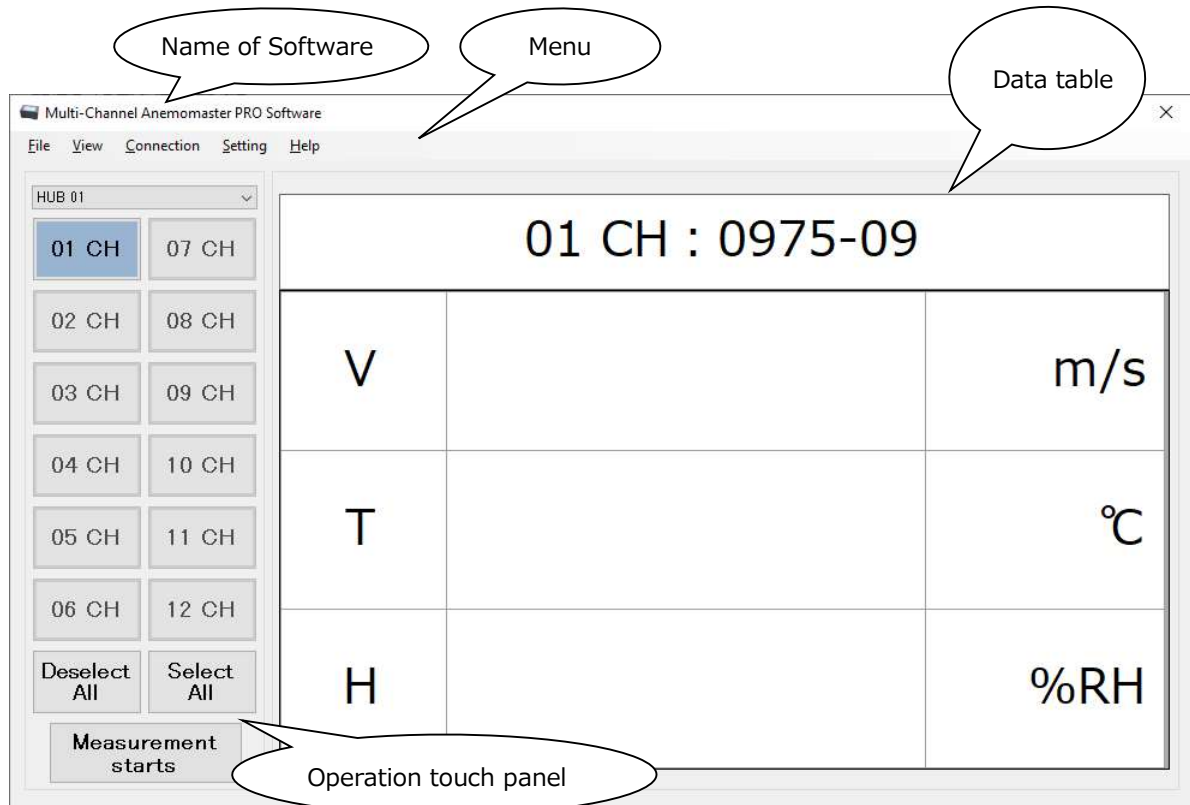 Name of Software
Menu
Data table
Multi-Channel Anemomaster PRO Software
File View Connection Setting Help
HUB 01
01 CH : 0975-09
01 CH 07 CH
02 CH 08 CH
V m/s
03 CH 09 CH
04 CH 10 CH
T ℃
05 CH 11 CH
06 CH 12 CH
Deselect All
Select All
H %RH
Measurement starts
Operation touch panel